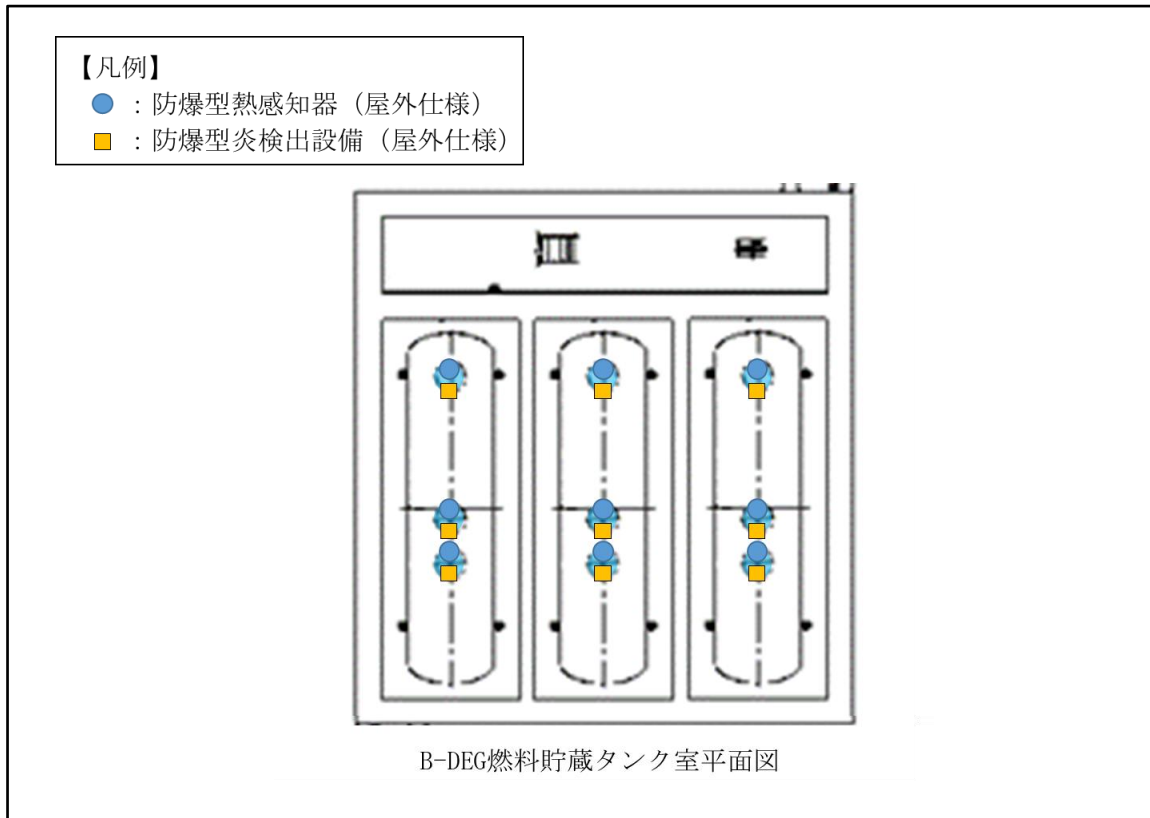 【凡例】
：防爆型熱感知器（屋外仕様）
：防爆型炎検出設備（屋外仕様）
B-DEG燃料貯蔵タンク室平面図